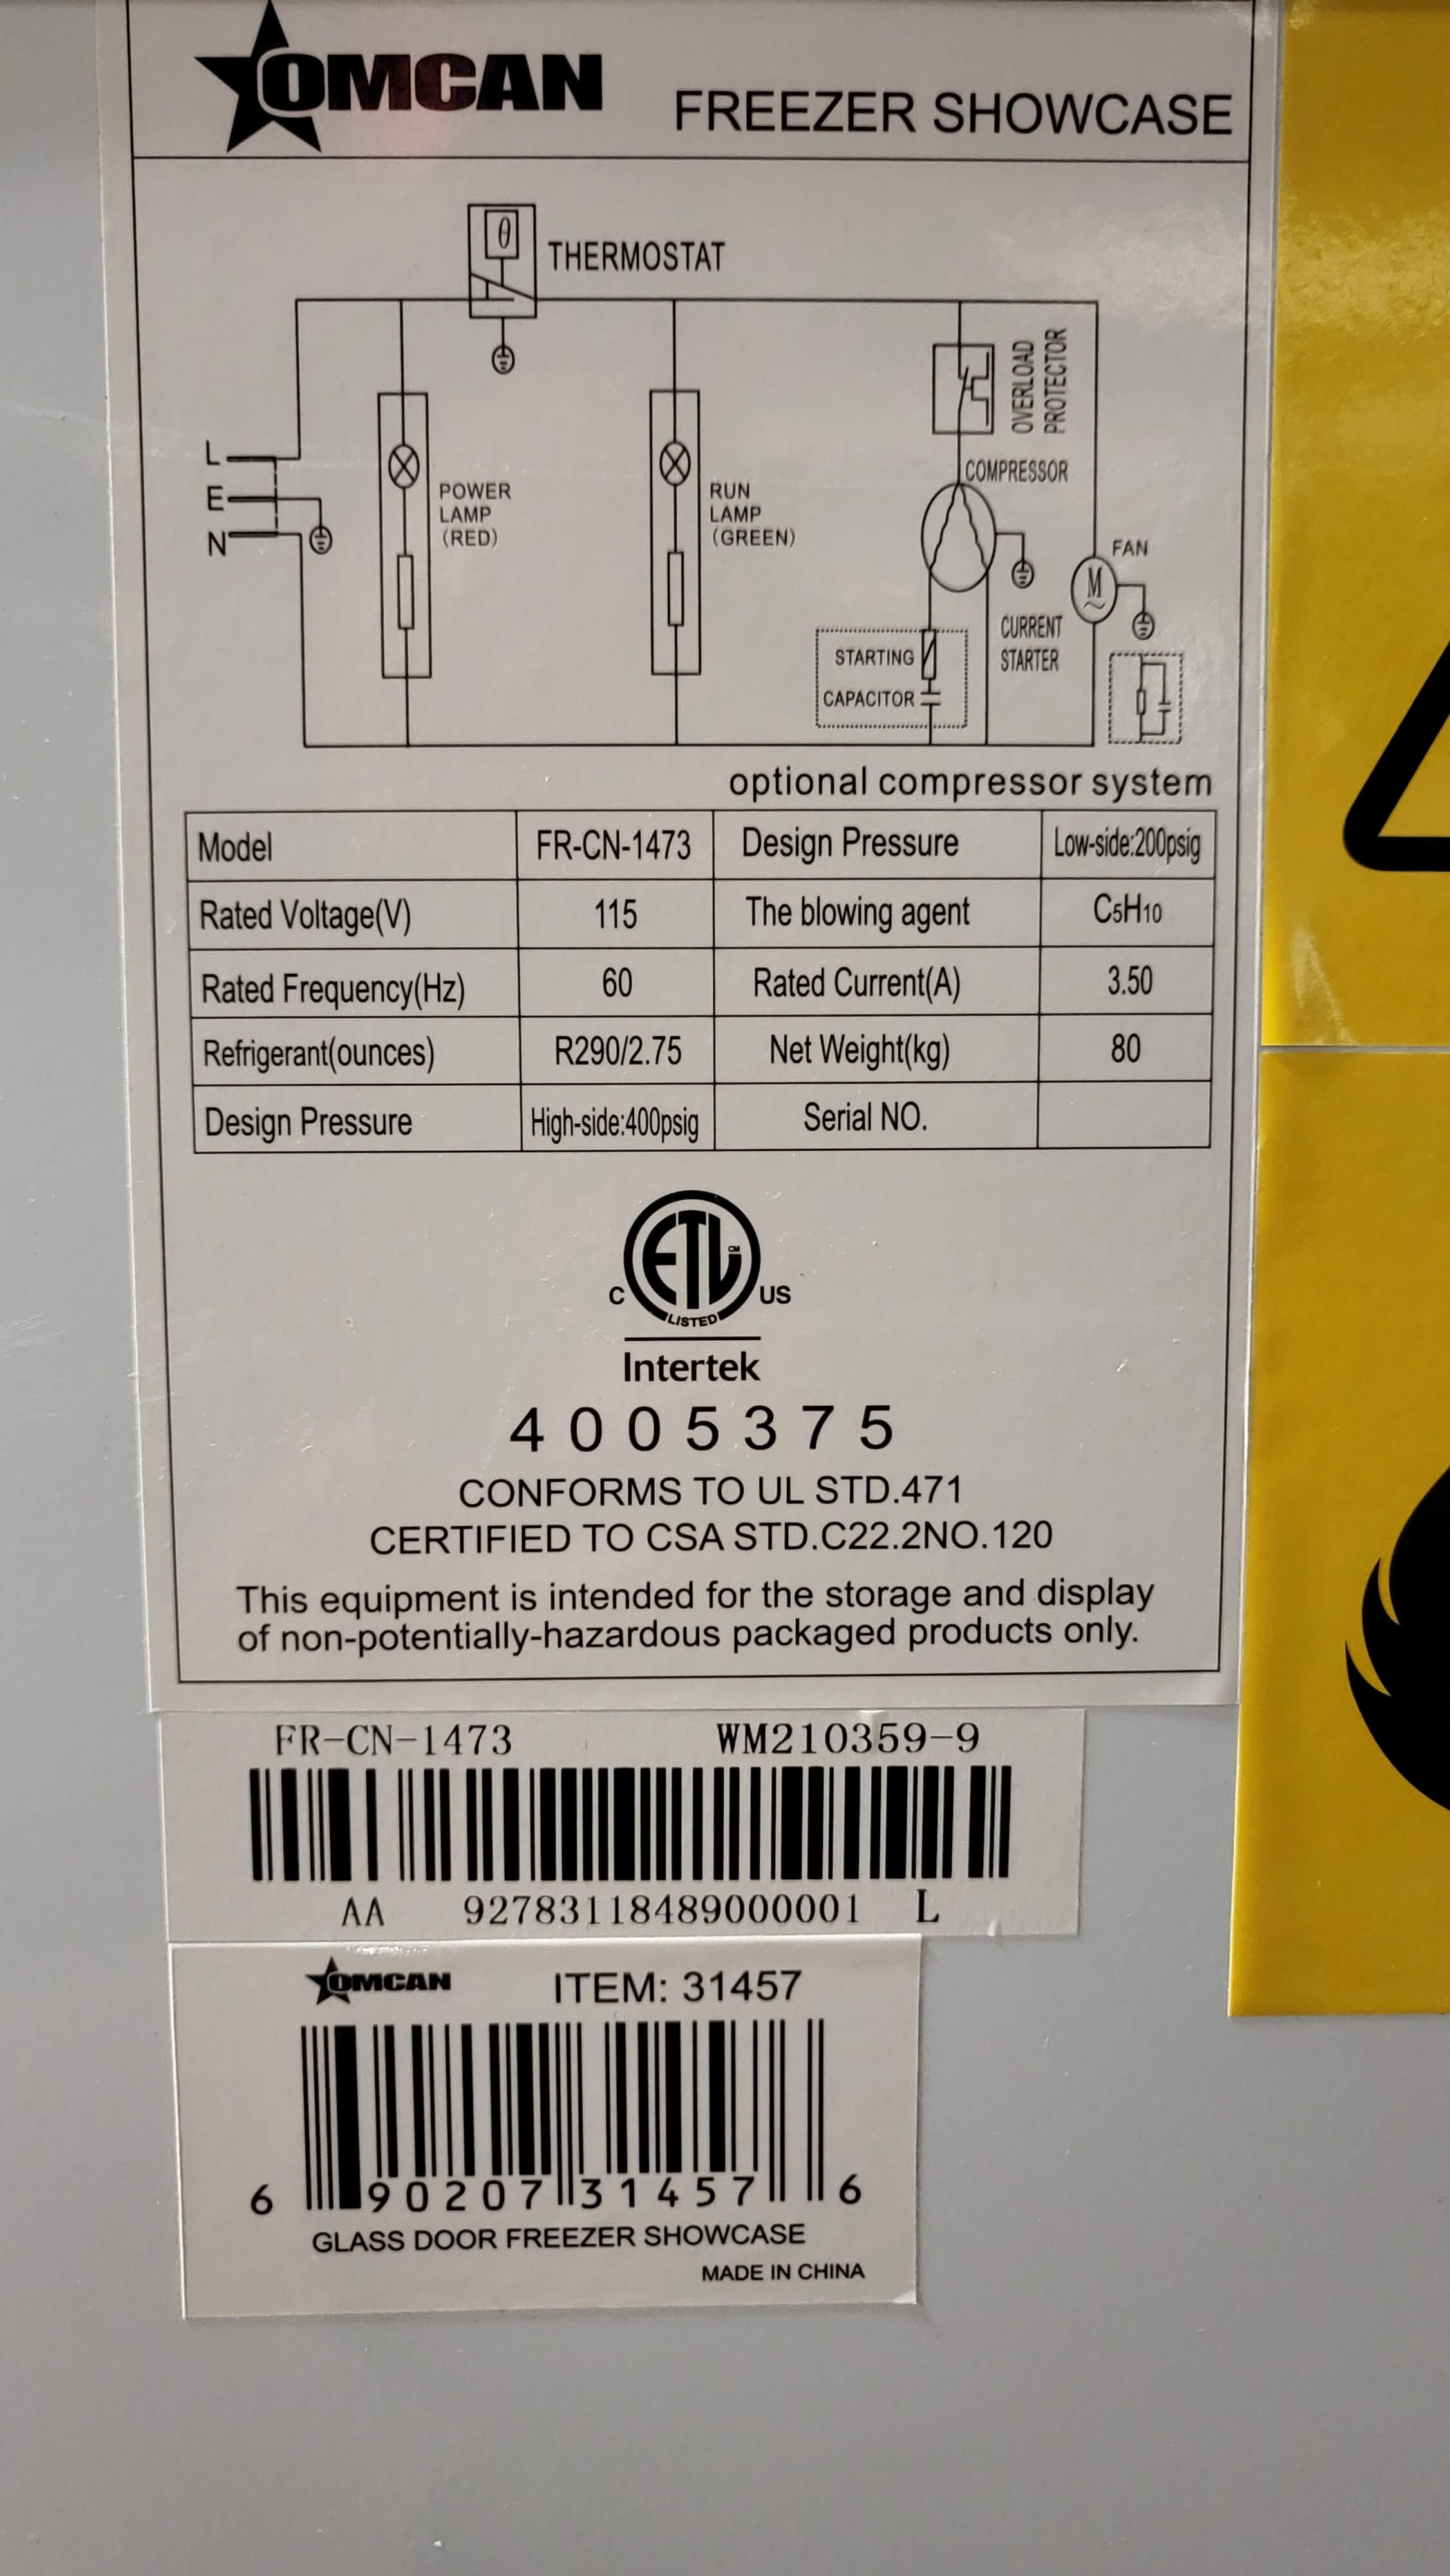 OMCAN FREEZER SHOWCASE
θ THERMOSTAT
OVERLOAD
PROTECTOR
L
E
N
POWER
LAMP
(RED)
RUN
LAMP
(GREEN)
COMPRESSOR
FAN
M
~
CURRENT
STARTER
STARTING
CAPACITOR
optional compressor system
Model FR-CN-1473 Design Pressure Low-side:200psig
Rated Voltage(V) 115 The blowing agent C5H10
Rated Frequency(Hz) 60 Rated Current(A) 3.50
Refrigerant(ounces) R290/2.75 Net Weight(kg) 80
Design Pressure High-side:400psig Serial NO.
ETL CM
C LISTED US
Intertek
4005375
CONFORMS TO UL STD.471
CERTIFIED TO CSA STD.C22.2NO.120
This equipment is intended for the storage and display
of non-potentially-hazardous packaged products only.
FR-CN-1473 WM210359-9
AA 92783118489000001 L
OMCAN ITEM: 31457
6 90207 31457 6
GLASS DOOR FREEZER SHOWCASE
MADE IN CHINA